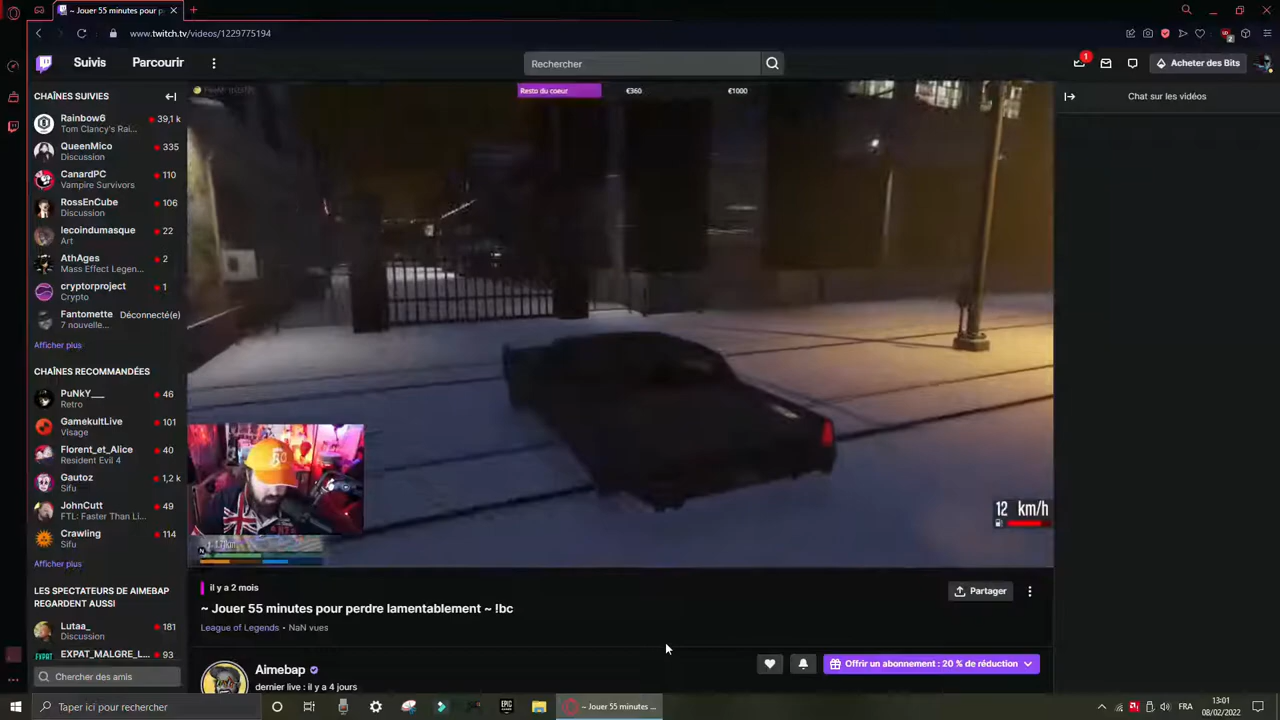 ~ Jouer 55 minutes pour p
www.twitch.tv/videos/1229775194
2
Suivis
Parcourir
Rechercher
1
Acheter des Bits
CHAÎNES SUIVIES
Rainbow6
39,1 k
Tom Clancy's Rai...
QueenMico
335
Discussion
CanardPC
110
Vampire Survivors
RossEnCube
106
Discussion
lecoindumasque
22
Art
AthAges
2
Mass Effect Legen...
cryptorproject
1
Crypto
Fantomette
Déconnecté(e)
7 nouvelle...
Afficher plus
CHAÎNES RECOMMANDÉES
PuNkY___
46
Retro
GamekultLive
101
Visage
Florent_et_Alice
40
Resident Evil 4
Gautoz
1,2 k
Sifu
JohnCutt
49
FTL: Faster Than Li...
Crawling
114
Sifu
Afficher plus
LES SPECTATEURS DE AIMEBAP
REGARDENT AUSSI
Lutaa_
181
Discussion
EXPAT_MALGRE_L...
93
Chercher des amis
Resto du coeur
€360
€1000
12 km/h
N
il y a 2 mois
~ Jouer 55 minutes pour perdre lamentablement ~ !bc
League of Legends • NaN vues
Partager
Aimebap
dernier live : il y a 4 jours
Offrir un abonnement : 20 % de réduction
Chat sur les vidéos
Taper ici pour rechercher
EPIC
~ Jouer 55 minutes ...
FRA
13:01
08/02/2022